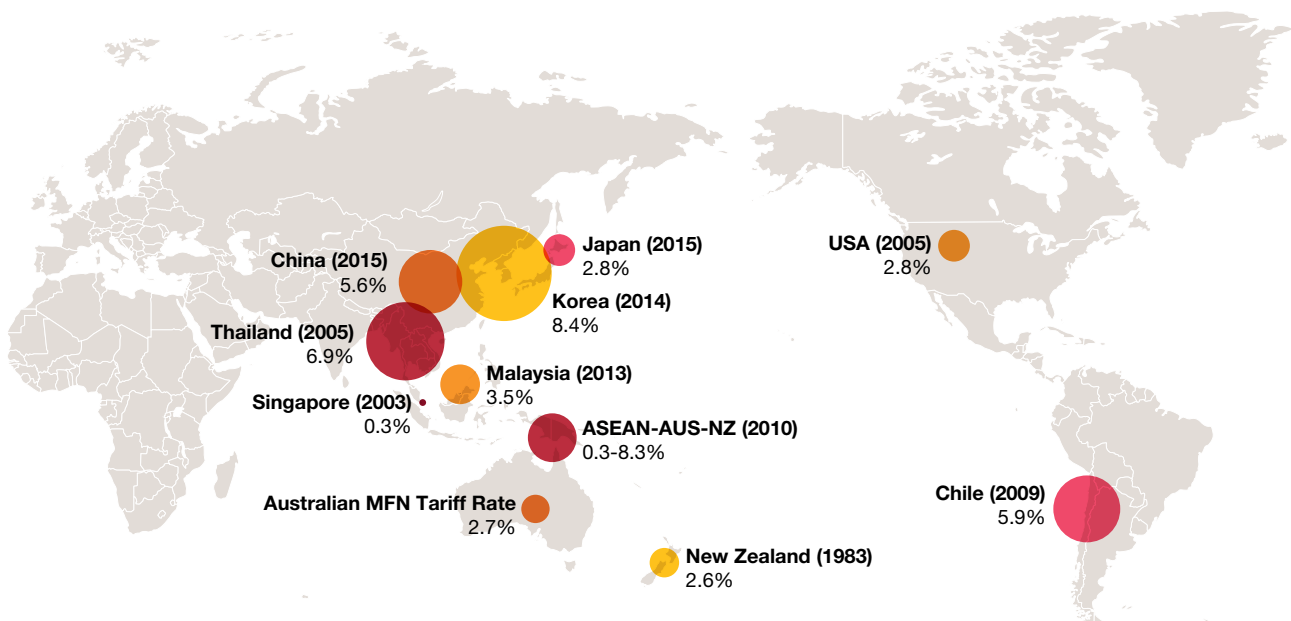 Japan (2015)
2.8%
USA (2005)
2.8%
China (2015)
5.6%
Korea (2014)
8.4%
Thailand (2005)
6.9%
Malaysia (2013)
3.5%
Singapore (2003)
0.3%
ASEAN-AUS-NZ (2010)
0.3-8.3%
Australian MFN Tariff Rate
2.7%
Chile (2009)
5.9%
New Zealand (1983)
2.6%